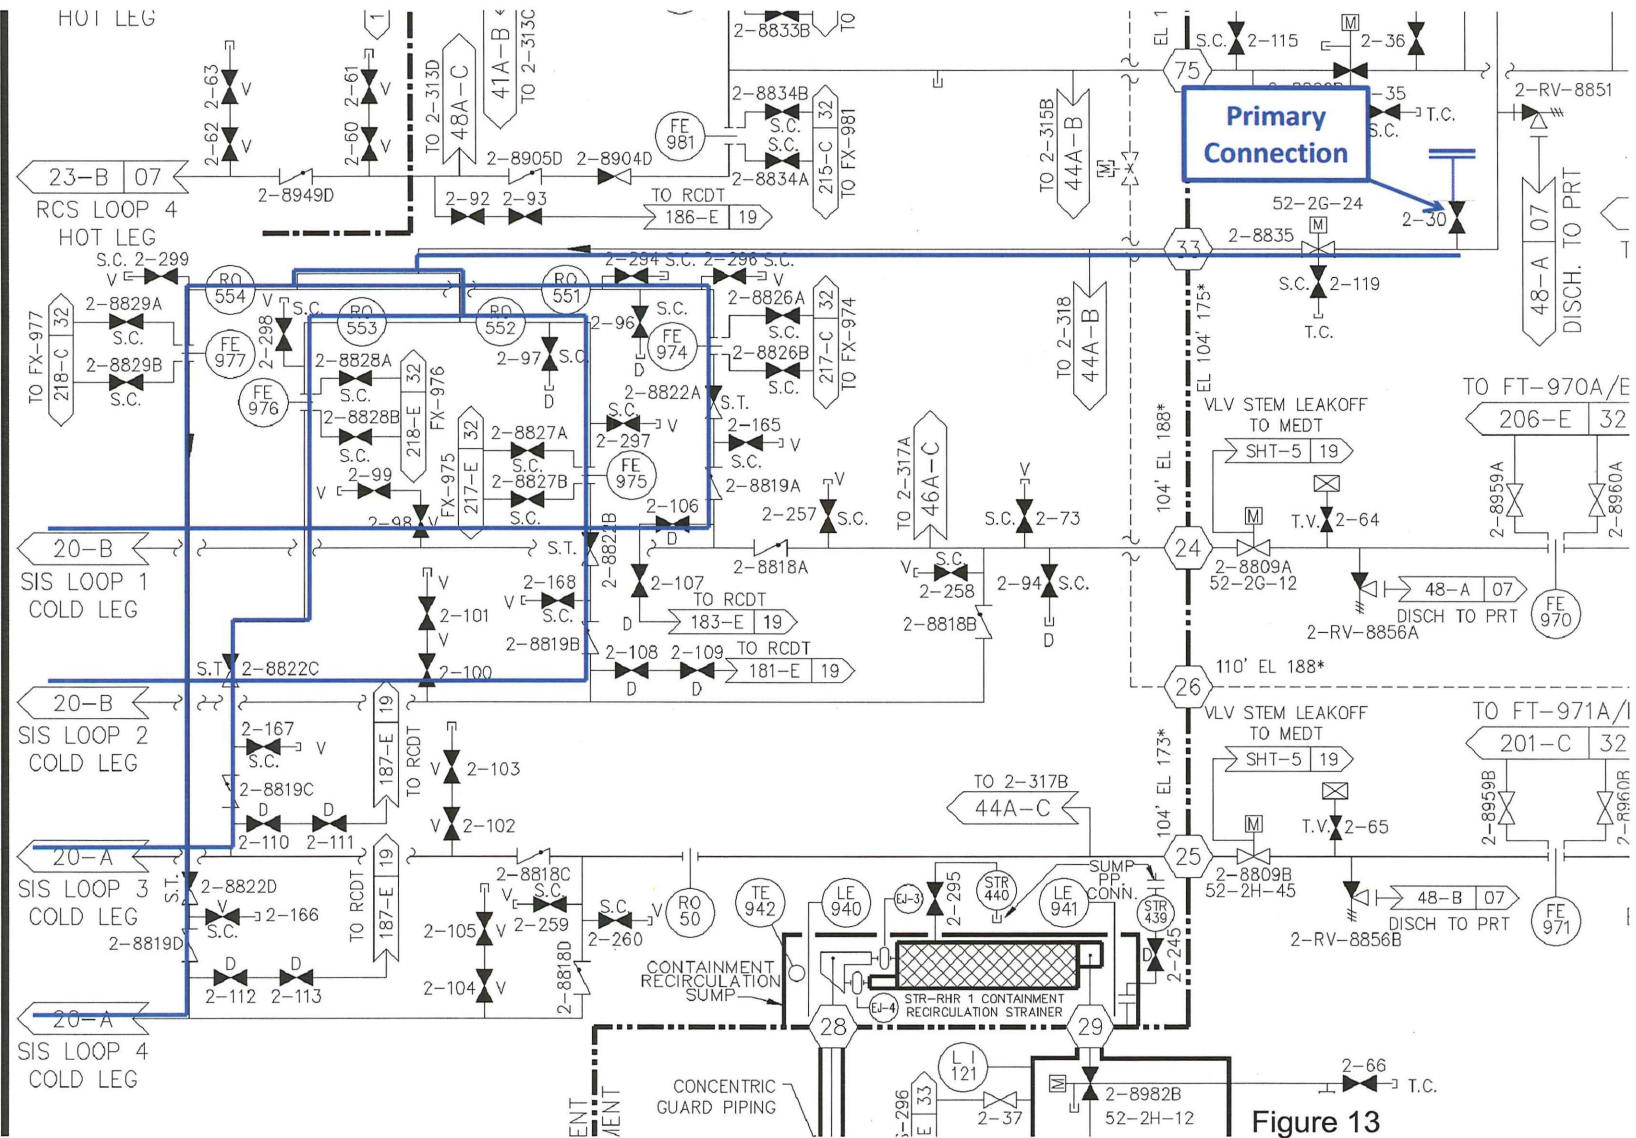 HOT LEG
1
2-63
V
2-61
V
2-62
V
2-60
V
TO 2-313D
48A-C
41A-B
TO 2-313C
2-8833B
TO
FE
981
2-8834B
S.C.
S.C.
2-8834A
32
215-C
TO FX-981
TO 2-315B
44A-B
M
EL 1
75
S.C.
2-115
M
2-36
35
S.C.
T.C.
2-RV-8851
Primary
Connection
23-B
07
RCS LOOP 4
HOT LEG
2-8949D
2-8905D
2-8904D
2-92
2-93
TO RCDT
186-E
19
52-2G-24
M
2-8835
2-30
33
S.C.
2-119
T.C.
48-A
07
DISCH. TO PRT
S.C.
2-299
V
RO
554
2-294
S.C.
2-296
S.C.
V
RO
551
TO FX-977
218-C
32
2-8829A
S.C.
2-8829B
S.C.
FE
977
V
2-298
S.C.
RO
553
RO
552
2-97
S.C.
D
2-96
S.C.
D
FE
974
2-8826A
S.C.
2-8826B
S.C.
32
217-C
TO FX-974
TO 2-318
44A-B
EL 104' 175*
FE
976
2-8828A
S.C.
2-8828B
S.C.
32
218-E
FX-976
2-8822A
S.T.
2-165
V
S.C.
S.C.
V
2-297
2-8827A
S.C.
2-8827B
S.C.
32
217-E
FX-975
FE
975
2-8819A
2-99
V
2-98
V
2-106
D
V
2-257
S.C.
TO 2-317A
46A-C
V
S.C.
2-73
104' EL 188*
VLV STEM LEAKOFF
TO MEDT
SHT-5
19
TO FT-970A/B
206-E
32
2-8959A
2-8960A
T.V.
2-64
M
24
2-8809A
52-2G-12
20-B
SIS LOOP 1
COLD LEG
S.T.
2-8822B
2-8818A
2-107
D
TO RCDT
183-E
19
2-168
V
S.C.
2-8819B
S.C.
V
2-258
2-94
S.C.
D
2-8818B
48-A
07
DISCH TO PRT
2-RV-8856A
FE
970
V
2-101
V
2-100
2-108
D
2-109
D
TO RCDT
181-E
19
S.T.
2-8822C
110' EL 188*
26
20-B
SIS LOOP 2
COLD LEG
2-167
V
S.C.
187-E
19
TO RCDT
2-8819C
D
2-110
D
2-111
V
2-103
V
2-102
VLV STEM LEAKOFF
TO MEDT
SHT-5
19
TO FT-971A/
201-C
32
2-8959B
2-8960B
104' EL 173*
TO 2-317B
44A-C
M
T.V.
2-65
25
2-8809B
52-2H-45
20-A
SIS LOOP 3
COLD LEG
S.T.
2-8822D
V
2-166
S.C.
2-8819D
TO RCDT
187-E
19
2-8818C
S.C.
V
2-259
S.C.
V
2-260
RO
50
TE
942
LE
940
EJ-3
2-295
STR
440
SUMP
PP
CONN.
LE
941
STR
439
D
2-245
48-B
07
DISCH TO PRT
2-RV-8856B
FE
971
D
2-112
D
2-113
2-105
V
2-104
V
2-8818D
CONTAINMENT
RECIRCULATION
SUMP
EJ-4
STR-RHR 1 CONTAINMENT
RECIRCULATION STRAINER
20-A
SIS LOOP 4
COLD LEG
28
29
CONCENTRIC
GUARD PIPING
LI
121
33
2-37
M
2-8982B
52-2H-12
2-66
T.C.
Figure 13